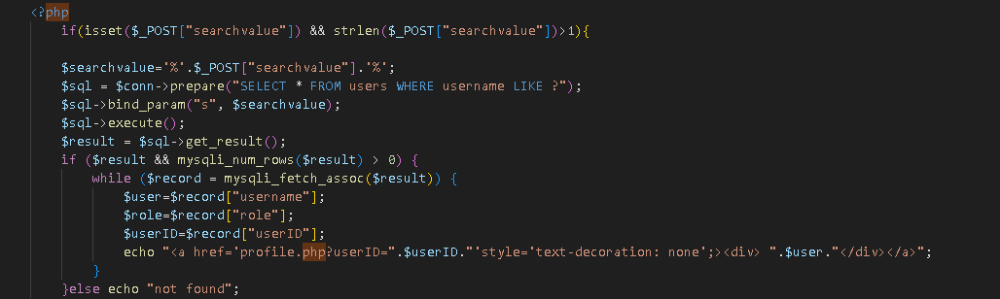 <?php
if(isset($_POST["searchvalue"]) && strlen($_POST["searchvalue"])>1){
$searchvalue='%'.$_POST["searchvalue"].'%';
$sql = $conn->prepare("SELECT * FROM users WHERE username LIKE ?");
$sql->bind_param("s", $searchvalue);
$sql->execute();
$result = $sql->get_result();
if ($result && mysqli_num_rows($result) > 0) {
while ($record = mysqli_fetch_assoc($result)) {
$user=$record["username"];
$role=$record["role"];
$userID=$record["userID"];
echo "<a href='profile.php?userID=".$userID."'style='text-decoration: none';><div> ".$user."</div></a>";
}
}else echo "not found";